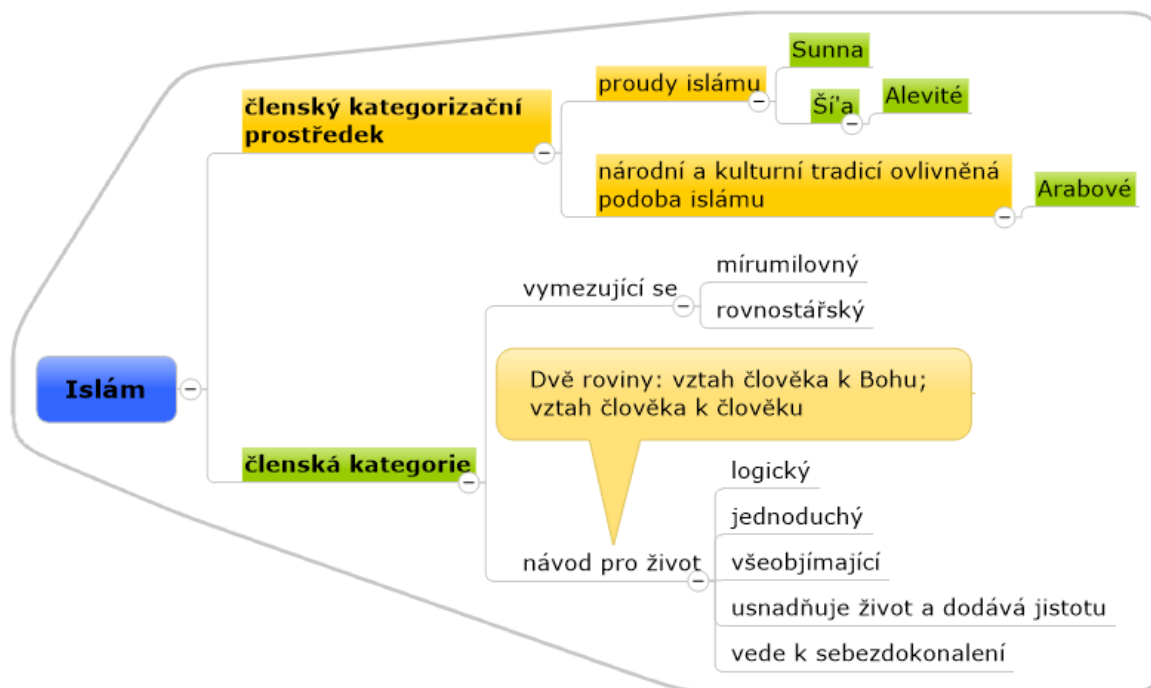 Sunna
proudy islámu
Ší'a
Alevité
členský kategorizační
prostředek
národní a kulturní tradicí ovlivněná
podoba islámu
Arabové
mírumilovný
vymezující se
rovnostářský
Islám
Dvě roviny: vztah člověka k Bohu;
vztah člověka k člověku
členská kategorie
logický
jednoduchý
návod pro život
všeobjímající
usnadňuje život a dodává jistotu
vede k sebezdokonalení